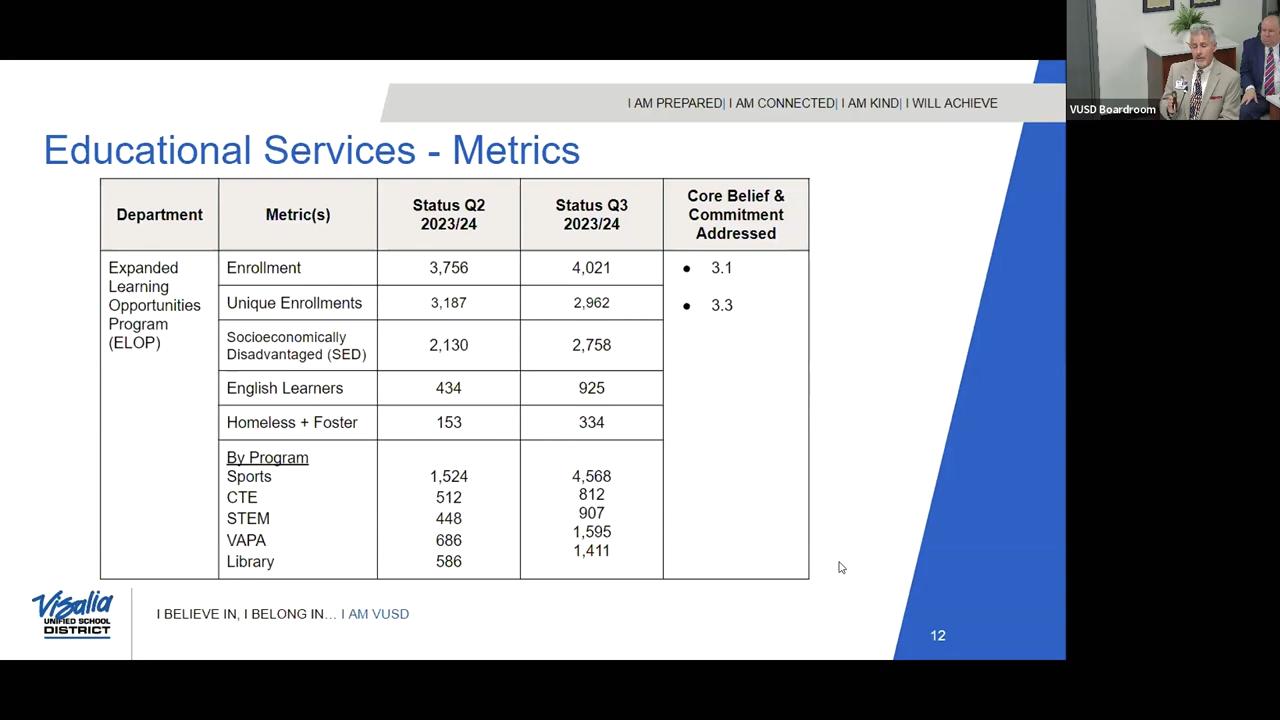 VUSD Boardroom
I AM PREPARED| I AM CONNECTED| I AM KIND| I WILL ACHIEVE
Educational Services - Metrics
Department
Metric(s)
Status Q2
2023/24
Status Q3
2023/24
Core Belief &
Commitment
Addressed
Expanded
Learning
Opportunities
Program
(ELOP)
Enrollment
3,756
4,021
● 3.1
● 3.3
Unique Enrollments
3,187
2,962
Socioeconomically
Disadvantaged (SED)
2,130
2,758
English Learners
434
925
Homeless + Foster
153
334
By Program
Sports
CTE
STEM
VAPA
Library
1,524
512
448
686
586
4,568
812
907
1,595
1,411
Visalia
UNIFIED SCHOOL
DISTRICT
I BELIEVE IN, I BELONG IN… I AM VUSD
12